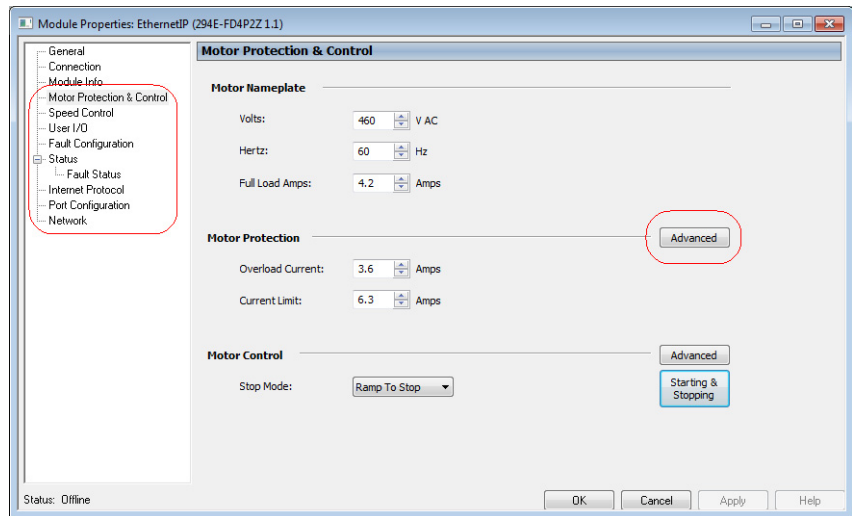 Module Properties: EthernetIP (294E-FD4P2Z 1.1)
General
Connection
Module Info
Motor Protection & Control
Speed Control
User I/O
Fault Configuration
Status
Fault Status
Internet Protocol
Port Configuration
Network
Motor Protection & Control
Motor Nameplate
Volts: 460 V AC
Hertz: 60 Hz
Full Load Amps: 4.2 Amps
Motor Protection Advanced
Overload Current: 3.6 Amps
Current Limit: 6.3 Amps
Motor Control Advanced
Stop Mode: Ramp To Stop
Starting &
Stopping
Status: Offline
OK Cancel Apply Help